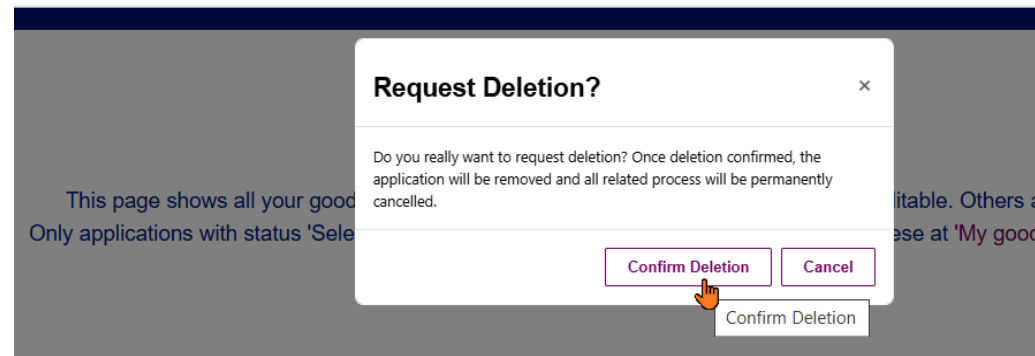 Request Deletion?
×
Do you really want to request deletion? Once deletion confirmed, the
application will be removed and all related process will be permanently
cancelled.
This page shows all your good
litable. Others a
Only applications with status 'Sele
ese at 'My good
Confirm Deletion
Cancel
Confirm Deletion